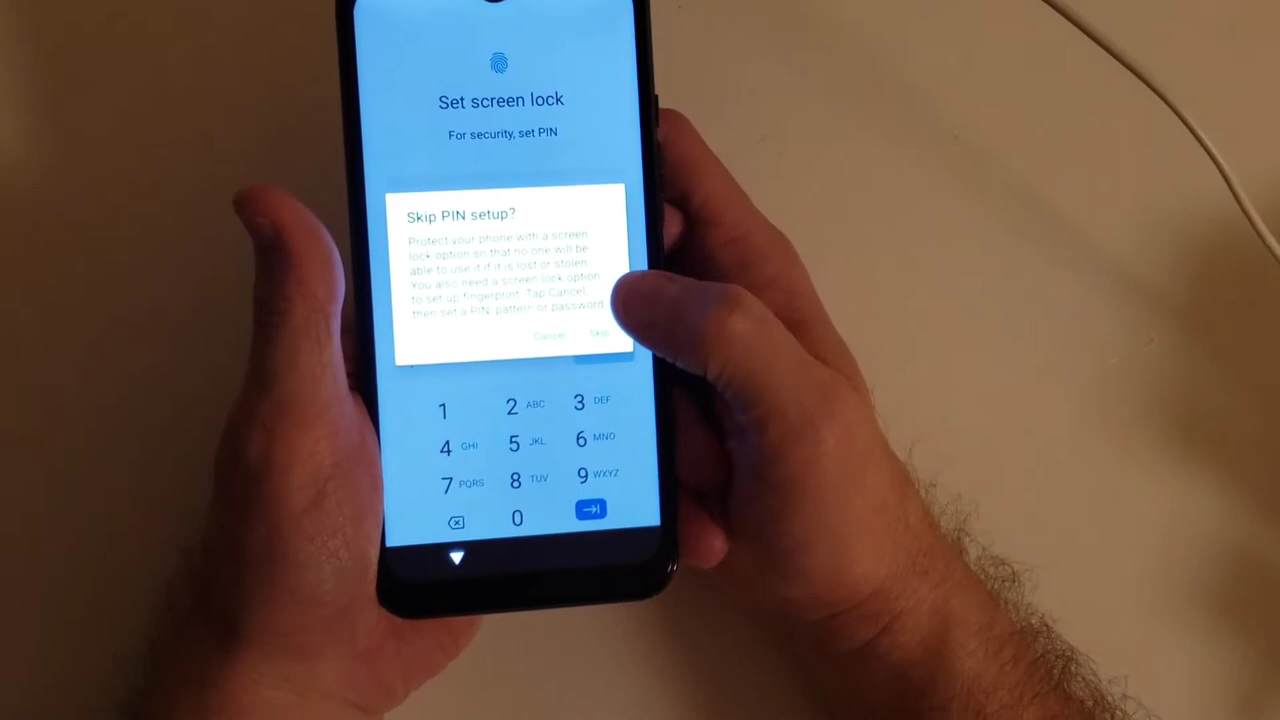 Set screen lock
For security, set PIN
Skip PIN setup?
Protect your phone with a screen
lock option so that no one will be
able to use it if it is lost or stolen.
You also need a screen lock option
to set up fingerprint. Tap Cancel,
then set a PIN, pattern or password
Cancel Skip
1 2 ABC 3 DEF
4 GHI 5 JKL 6 MNO
7 PQRS 8 TUV 9 WXYZ
0